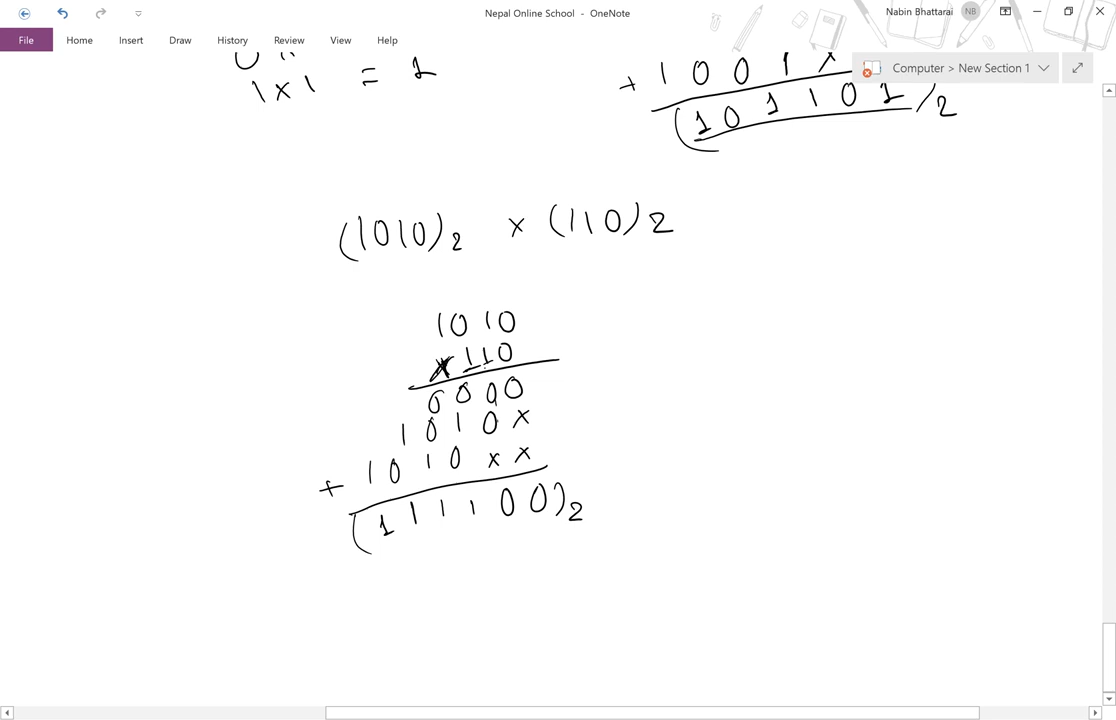 Nepal Online School - OneNote
Nabin Bhattarai NB
File Home Insert Draw History Review View Help
Computer > New Section 1
1 x 1 = 1
+ 1 0 0 1 x
(1 0 1 1 0 1)2
(1010)2 x (110)2
1010
x 110
0000
1010x
+ 1010xx
(111100)2